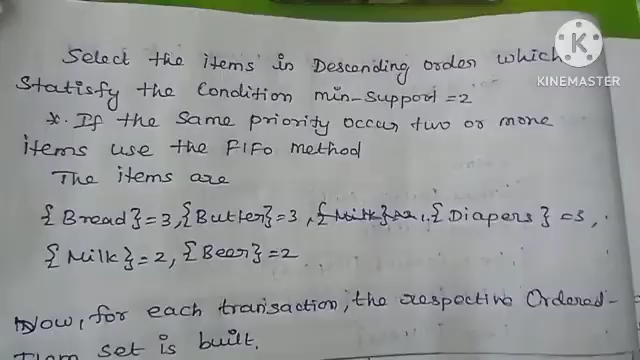 Select the items in Descending order which
Statisfy the Condition min-Support=2
*. If the Same priority occur two or more
items use the FIFO method
The items are
{Bread}=3,{Butter}=3,{Milk} ,{Diapers}=3,
{Milk}=2,{Beer}=2
Now, for each transaction, the respective Ordered-
Item set is built.
K
KINEMASTER